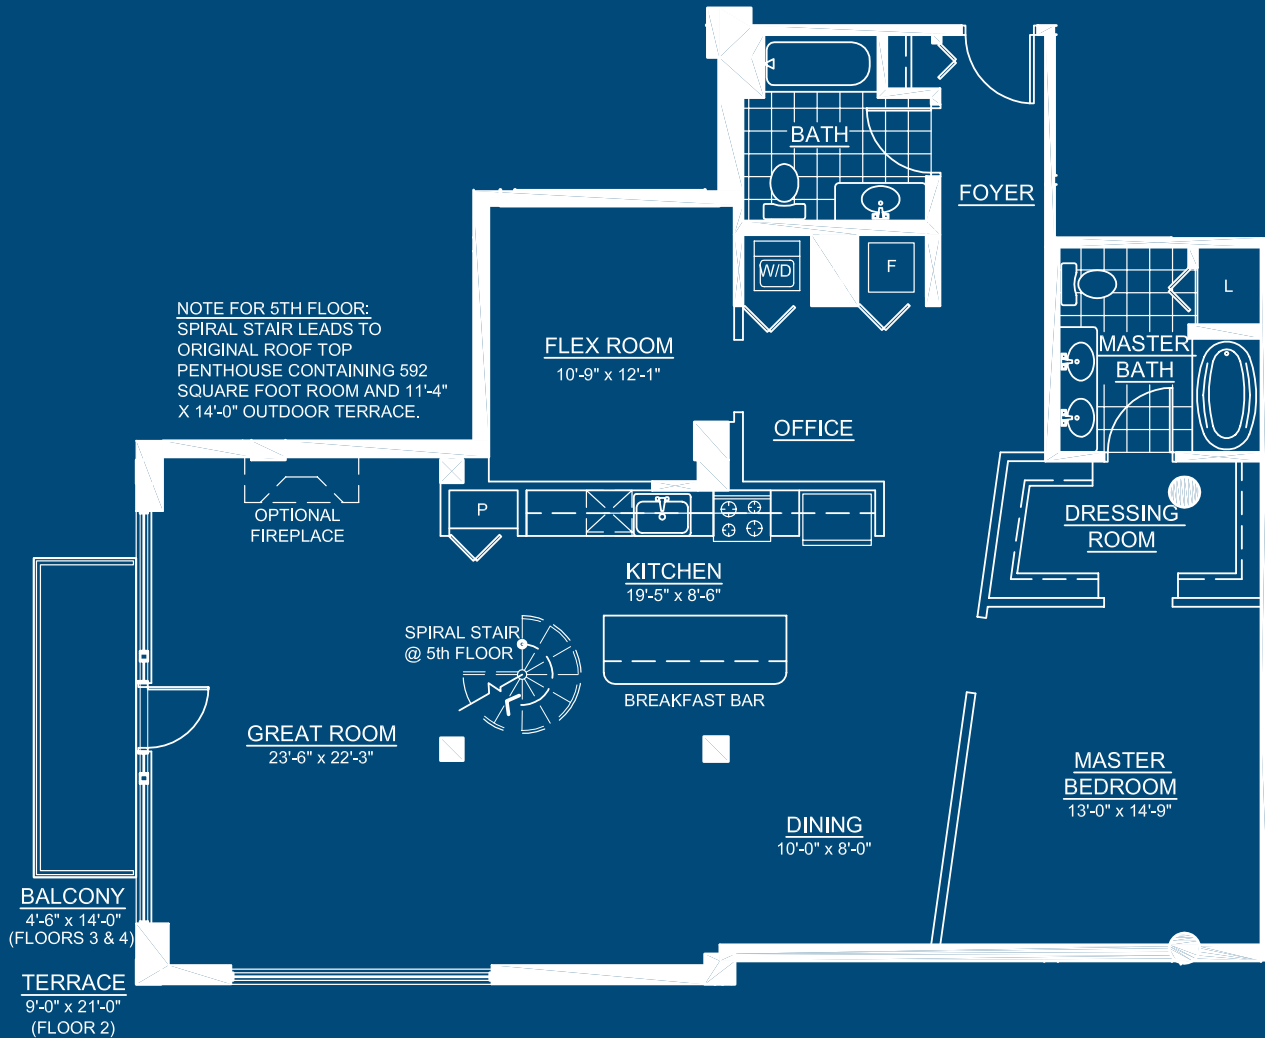 BATH
FOYER
W/D
F
L
NOTE FOR 5TH FLOOR:
SPIRAL STAIR LEADS TO
ORIGINAL ROOF TOP
PENTHOUSE CONTAINING 592
SQUARE FOOT ROOM AND 11'-4"
X 14'-0" OUTDOOR TERRACE.
FLEX ROOM
10'-9" x 12'-1"
MASTER
BATH
OFFICE
OPTIONAL
FIREPLACE
P
DRESSING
ROOM
KITCHEN
19'-5" x 8'-6"
SPIRAL STAIR
@ 5th FLOOR
BREAKFAST BAR
GREAT ROOM
23'-6" x 22'-3"
MASTER
BEDROOM
13'-0" x 14'-9"
DINING
10'-0" x 8'-0"
BALCONY
4'-6" x 14'-0"
(FLOORS 3 & 4)
TERRACE
9'-0" x 21'-0"
(FLOOR 2)